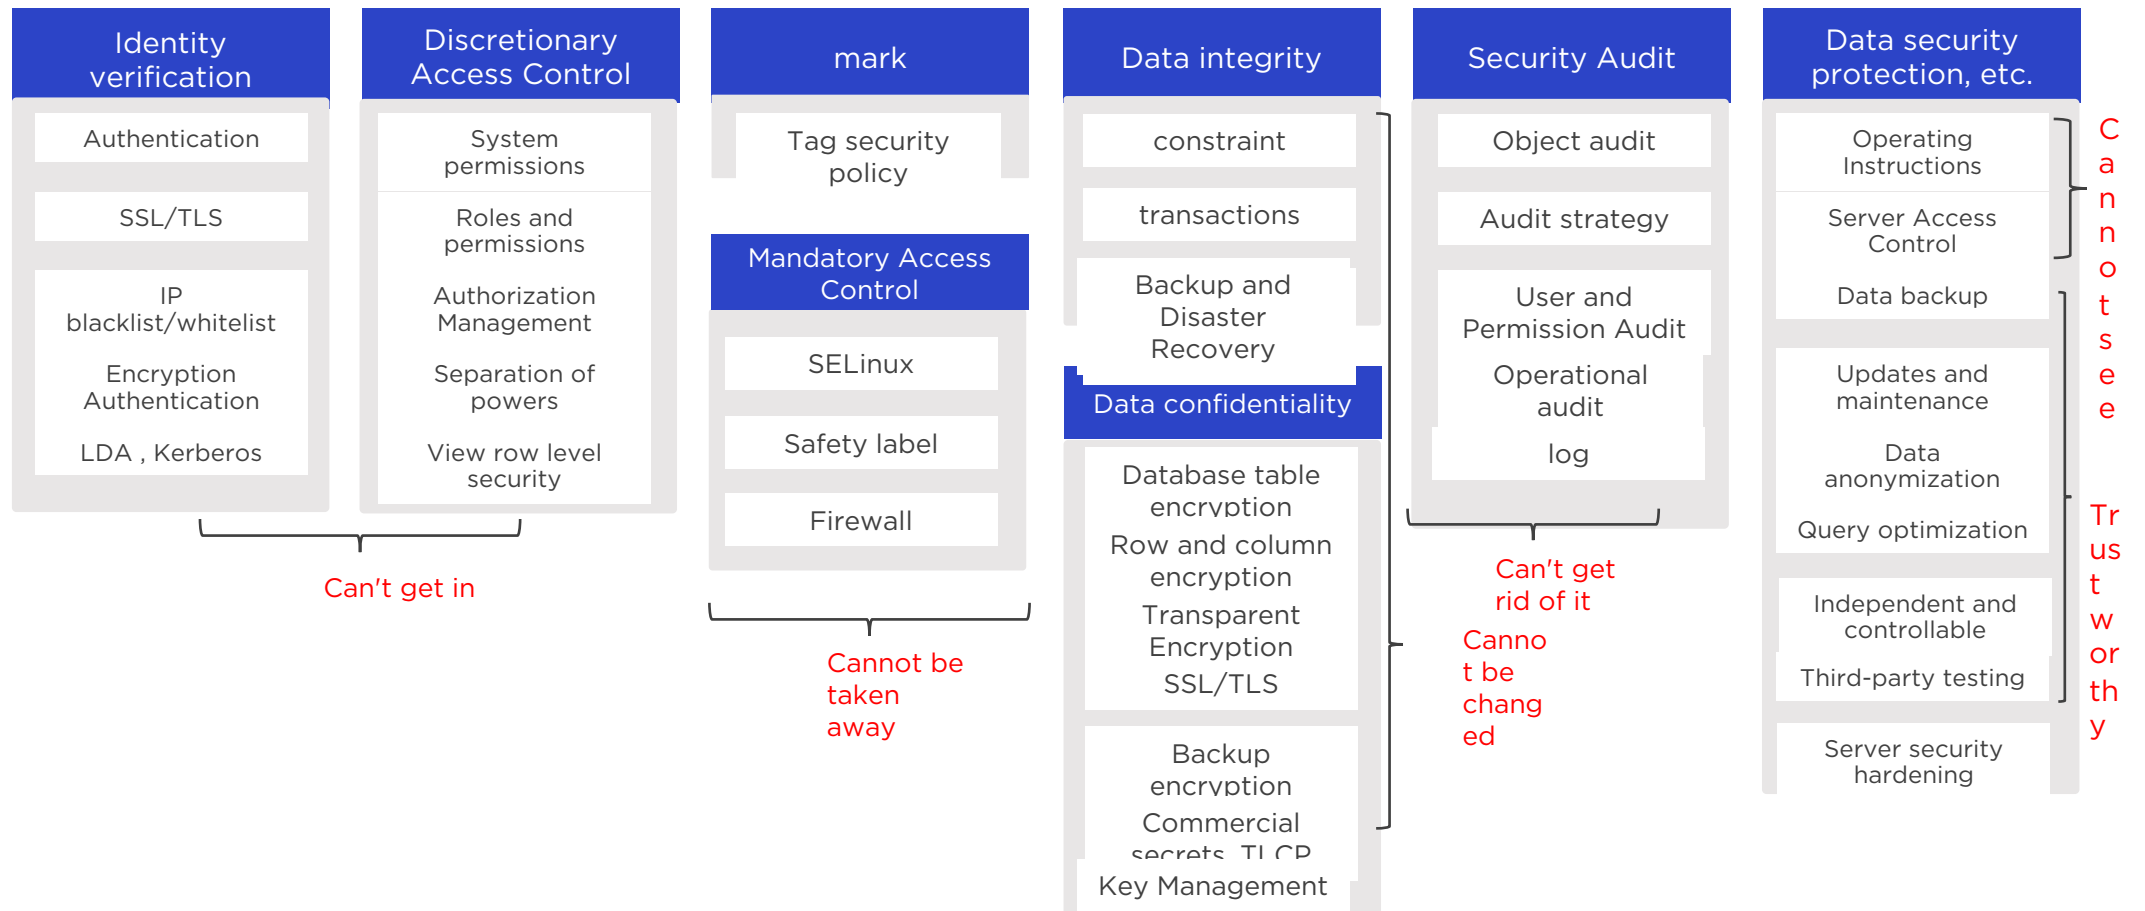 Identity
verification
Authentication
SSL/TLS
IP
blacklist/whitelist
Encryption
Authentication
LDA , Kerberos
Discretionary
Access Control
System
permissions
Roles and
permissions
Authorization
Management
Separation of
powers
View row level
security
Can't get in
mark
Tag security
policy
Mandatory Access
Control
SELinux
Safety label
Firewall
Cannot be
taken
away
Data integrity
constraint
transactions
Backup and
Disaster
Recovery
Data confidentiality
Database table
encryption
Row and column
encryption
Transparent
Encryption
SSL/TLS
Backup
encryption
Commercial
secrets, TLCP
Key Management
Canno
t be
chang
ed
Security Audit
Object audit
Audit strategy
User and
Permission Audit
Operational
audit
log
Can't get
rid of it
Data security
protection, etc.
Operating
Instructions
Server Access
Control
Data backup
Updates and
maintenance
Data
anonymization
Query optimization
Independent and
controllable
Third-party testing
Server security
hardening
C
a
n
n
o
t
s
e
e
Tr
us
t
w
or
th
y